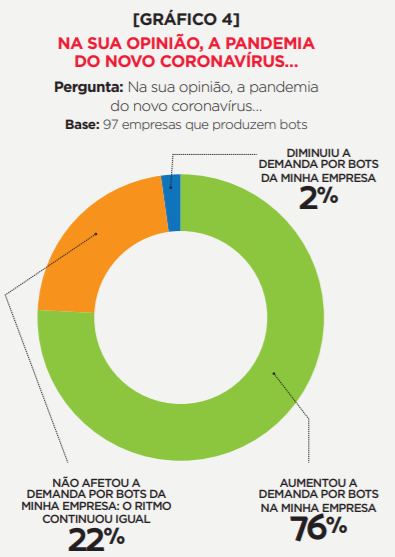 [GRÁFICO 4]
NA SUA OPINIÃO, A PANDEMIA
DO NOVO CORONAVÍRUS...
Pergunta: Na sua opinião, a pandemia
do novo coronavírus...
Base: 97 empresas que produzem bots
DIMINUIU A
DEMANDA POR BOTS
DA MINHA EMPRESA
2%
NÃO AFETOU A
DEMANDA POR BOTS DA
MINHA EMPRESA: O RITMO
CONTINUOU IGUAL
22%
AUMENTOU A
DEMANDA POR BOTS
NA MINHA EMPRESA
76%